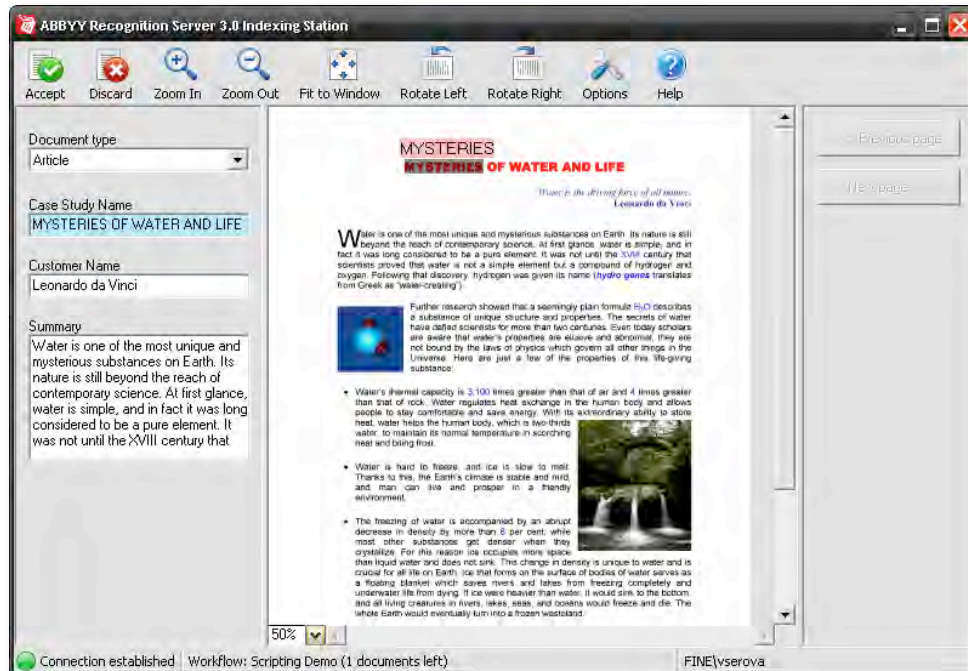 ABBYY Recognition Server 3.0 Indexing Station
Accept Discard Zoom In Zoom Out Fit to Window Rotate Left Rotate Right Options Help
Document type
Article
Case Study Name
MYSTERIES OF WATER AND LIFE
Customer Name
Leonardo da Vinci
Summary
Water is one of the most unique and
mysterious substances on Earth. Its
nature is still beyond the reach of
contemporary science. At first glance,
water is simple, and in fact it was long
considered to be a pure element. It
was not until the XVIII century that
MYSTERIES
MYSTERIES OF WATER AND LIFE
Water is the driving force of all nature.
Leonardo da Vinci
Water is one of the most unique and mysterious substances on Earth. Its nature is still
beyond the reach of contemporary science. At first glance, water is simple, and in
fact it was long considered to be a pure element. It was not until the XVIII century that
scientists proved that water is not a simple element but a compound of hydrogen and
oxygen. Following that discovery, hydrogen was given its name (hydro genes translates
from Greek as "water-creating").
Further research showed that a seemingly plain formula H2O describes
a substance of unique structure and properties. The secrets of water
have defied scientists for more than two centuries. Even today scholars
are aware that water's properties are elusive and abnormal, they are
not bound by the laws of physics which govern all other things in the
Universe. Here are just a few of the properties of this life-giving
substance:
• Water's thermal capacity is 3,100 times greater than that of air and 4 times greater
than that of rock. Water regulates heat exchange in the human body and allows
people to stay comfortable and save energy. With its extraordinary ability to store
heat, water helps the human body, which is two-thirds
water, to maintain its normal temperature in scorching
heat and biting frost.
• Water is hard to freeze, and ice is slow to melt.
Thanks to this, the Earth's climate is stable and mild,
and man can live and prosper in a friendly
environment.
• The freezing of water is accompanied by an abrupt
decrease in density by more than 8 per cent, while
most other substances get denser when they
crystallize. For this reason ice occupies more space
than liquid water and does not sink. This change in density is unique to water and is
crucial for all life on Earth. Ice that forms on the surface of bodies of water serves as
a floating blanket which saves rivers and lakes from freezing completely and
underwater life from dying. If ice were heavier than water, it would sink to the bottom,
and all living creatures in rivers, lakes, seas, and oceans would freeze and die. The
whole Earth would eventually turn into a frozen wasteland.
Previous page
Next page
50%
Connection established Workflow: Scripting Demo (1 documents left) FINE\vserova